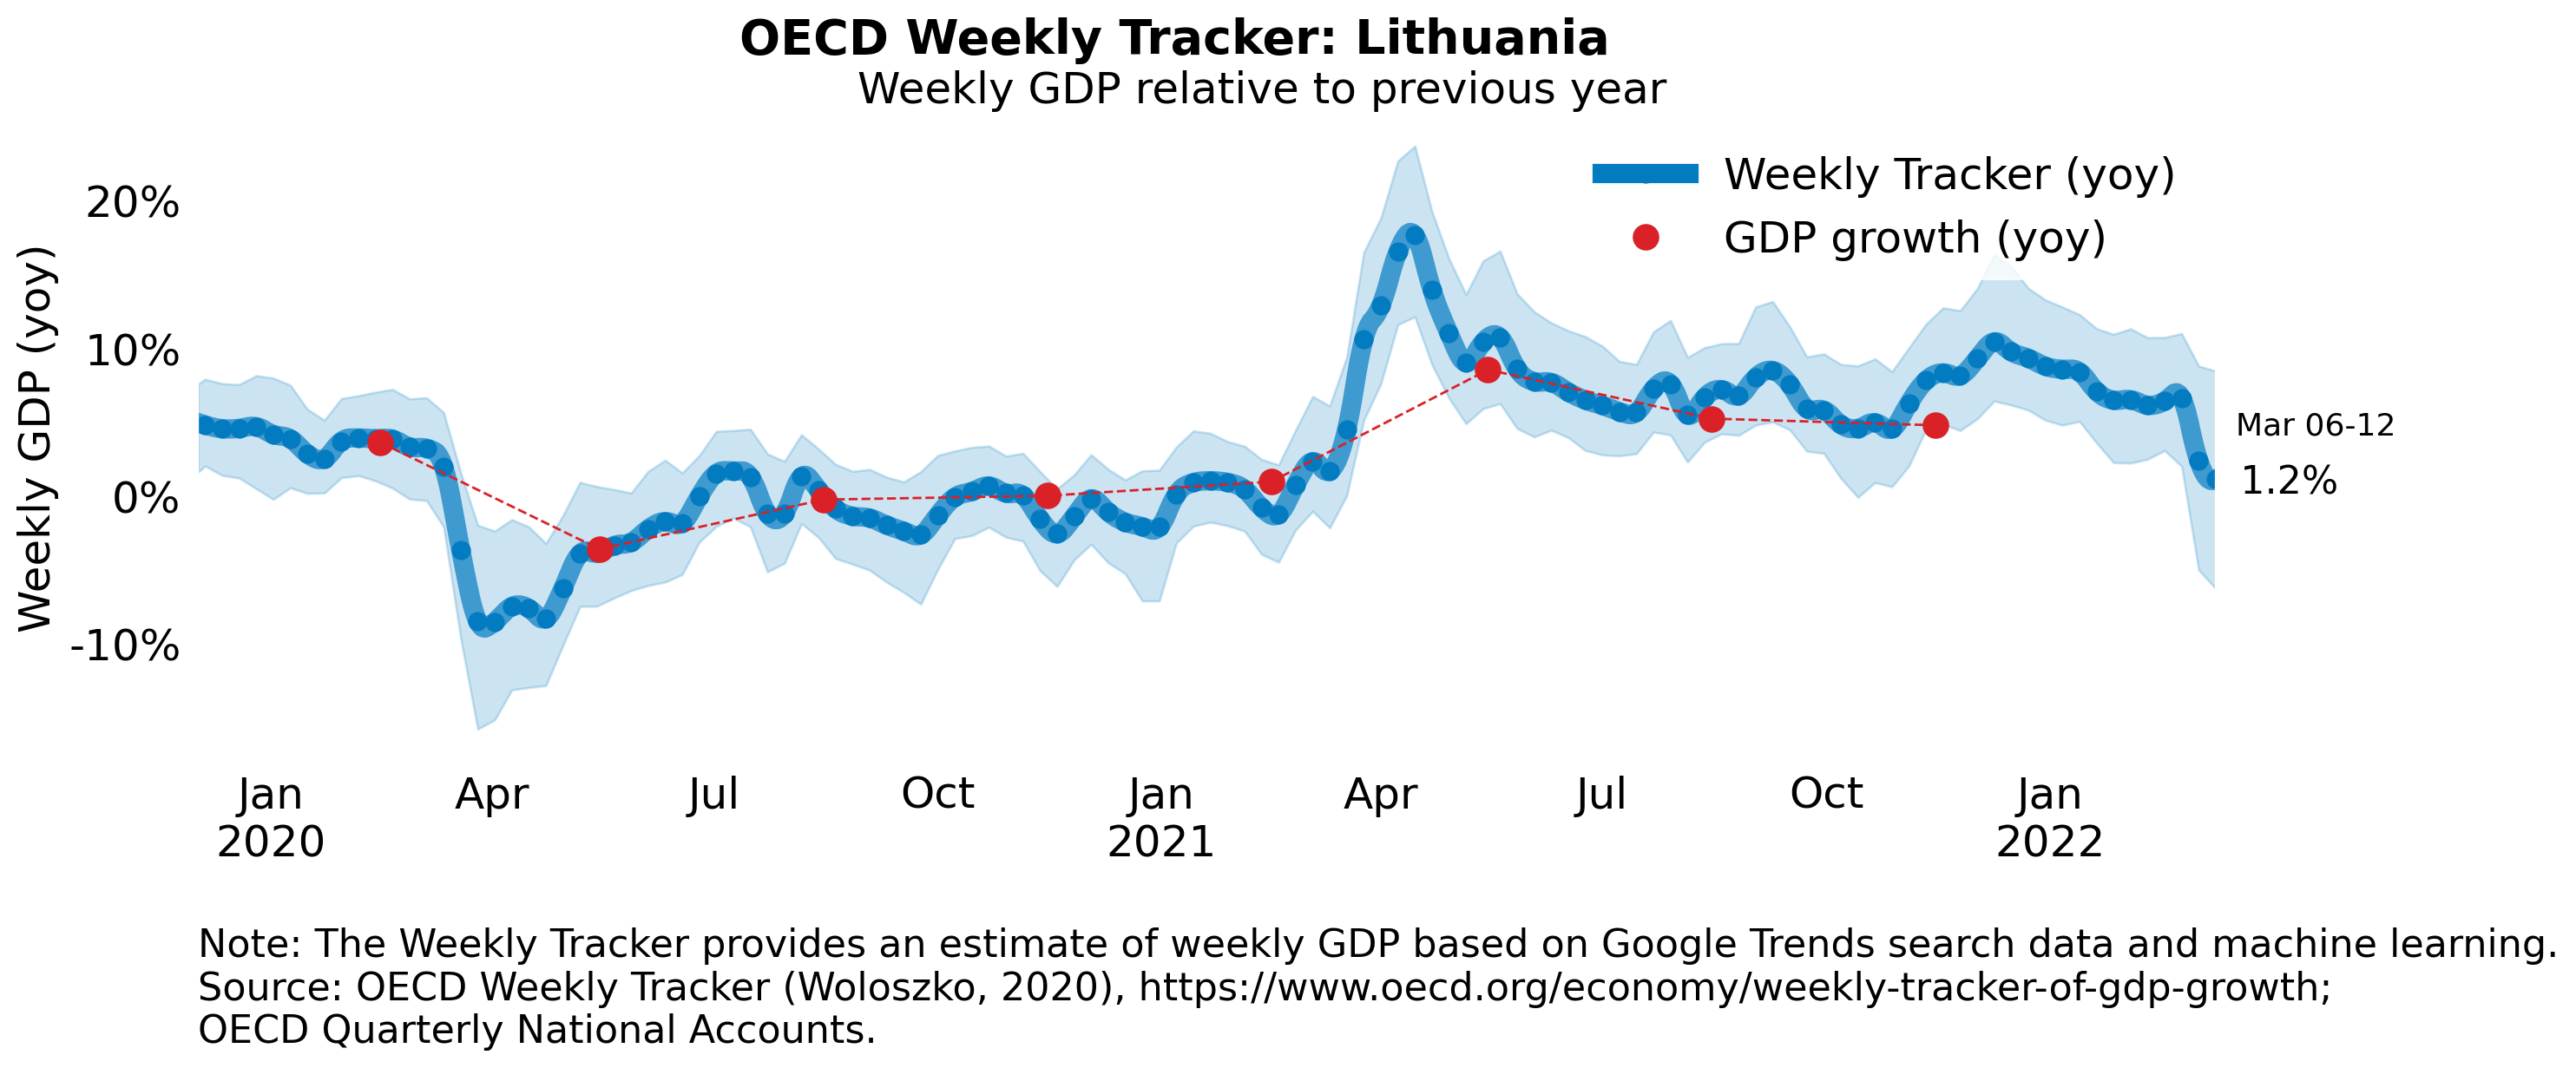 OECD Weekly Tracker: Lithuania
Weekly GDP relative to previous year
Weekly Tracker (yoy)
GDP growth (yoy)
Weekly GDP (yoy)
20%
10%
0%
-10%
Mar 06-12
1.2%
Jan Apr Jul Oct Jan Apr Jul Oct Jan
2020 2021 2022
Note: The Weekly Tracker provides an estimate of weekly GDP based on Google Trends search data and machine learning.
Source: OECD Weekly Tracker (Woloszko, 2020), https://www.oecd.org/economy/weekly-tracker-of-gdp-growth;
OECD Quarterly National Accounts.